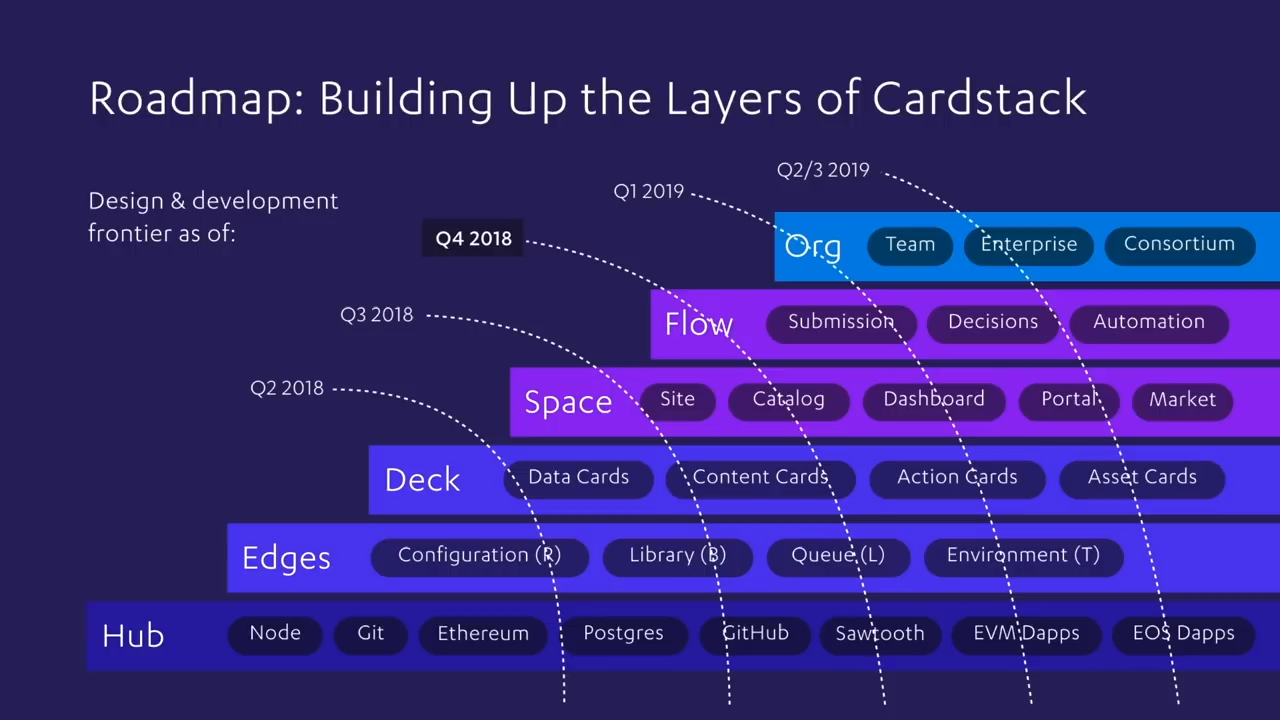 Roadmap: Building Up the Layers of Cardstack
Design & development
frontier as of:
Q2/3 2019
Q1 2019
Q4 2018
Q3 2018
Q2 2018
Org Team Enterprise Consortium
Flow Submission Decisions Automation
Space Site Catalog Dashboard Portal Market
Deck Data Cards Content Cards Action Cards Asset Cards
Edges Configuration (R) Library (B) Queue (L) Environment (T)
Hub Node Git Ethereum Postgres GitHub Sawtooth EVM Dapps EOS Dapps